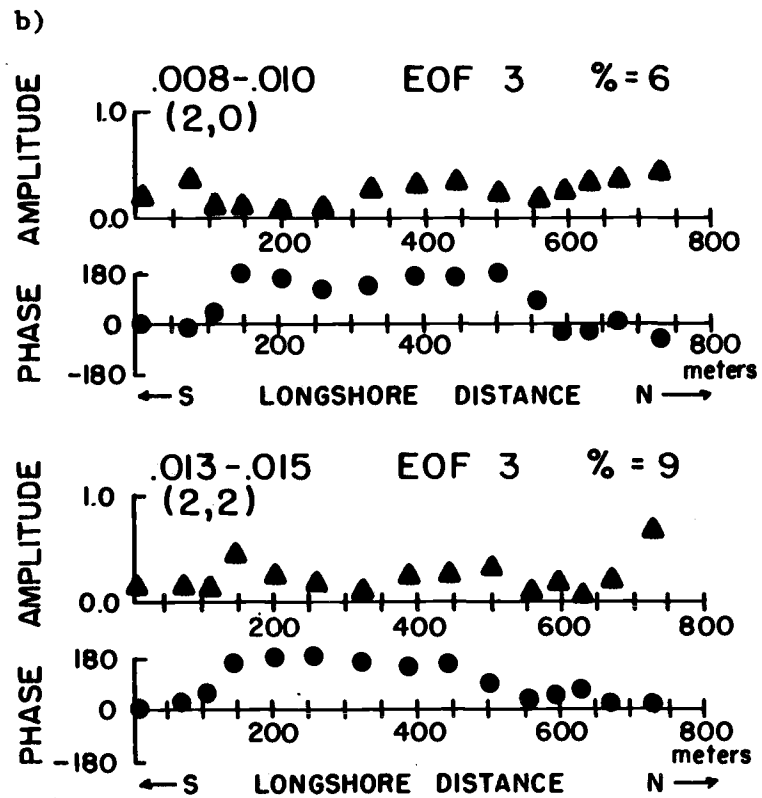 b)
.008-.010 EOF 3 % = 6
(2,0)
AMPLITUDE
1.0
0.0
200 400 600 800
PHASE
180
0
-180
200 400 600 800
meters
← S LONGSHORE DISTANCE N →
.013-.015 EOF 3 % = 9
(2,2)
AMPLITUDE
1.0
0.0
200 400 600 800
PHASE
180
0
-180
200 400 600 800
meters
← S LONGSHORE DISTANCE N →